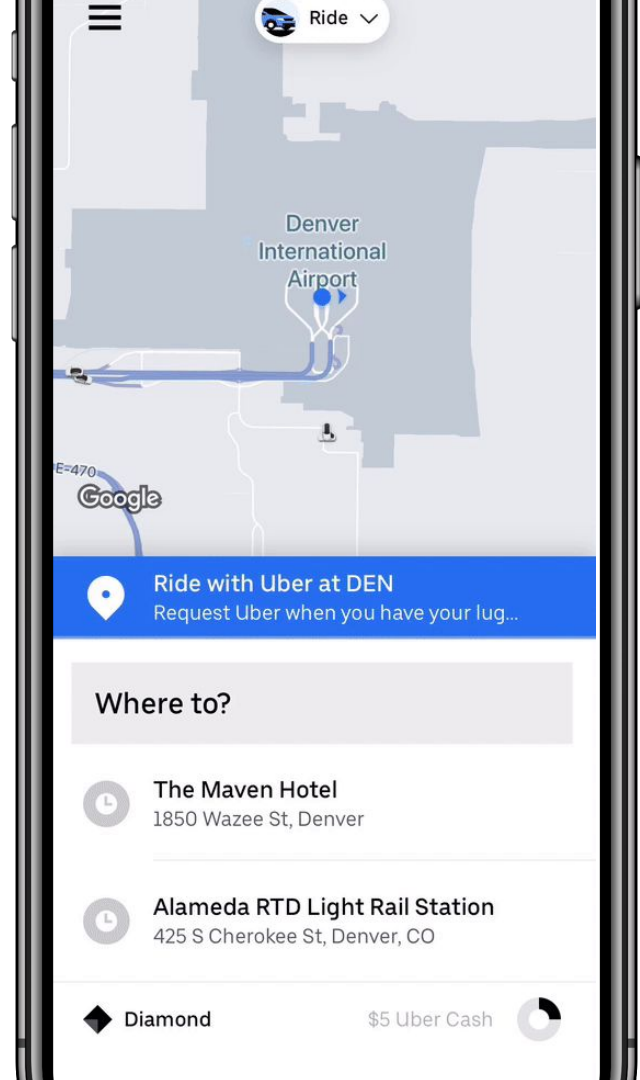 Ride
Denver
International
Airport
E-470
Google
Ride with Uber at DEN
Request Uber when you have your lug...
Where to?
The Maven Hotel
1850 Wazee St, Denver
Alameda RTD Light Rail Station
425 S Cherokee St, Denver, CO
Diamond
$5 Uber Cash